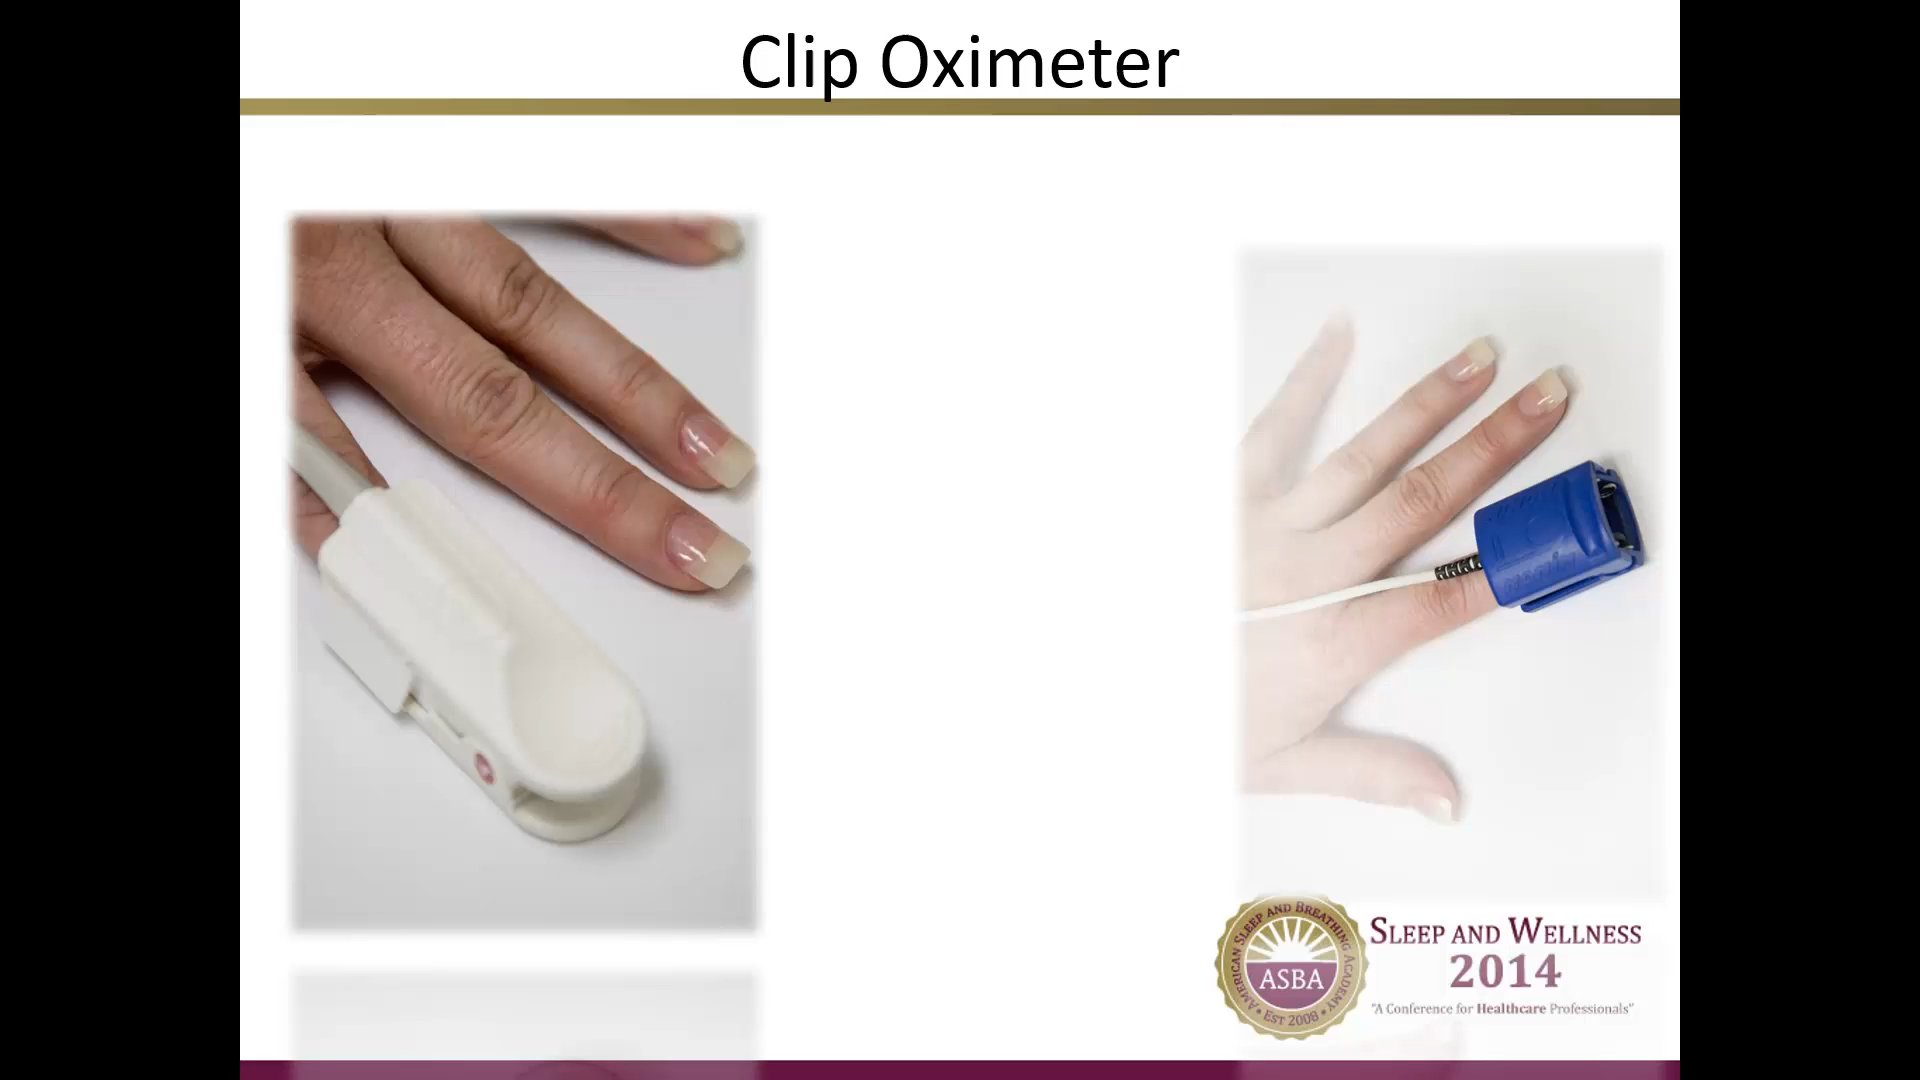 Clip Oximeter
AMERICAN SLEEP AND BREATHING ACADEMY
ASBA
• EST 2008 •
SLEEP AND WELLNESS
2014
"A Conference for Healthcare Professionals"